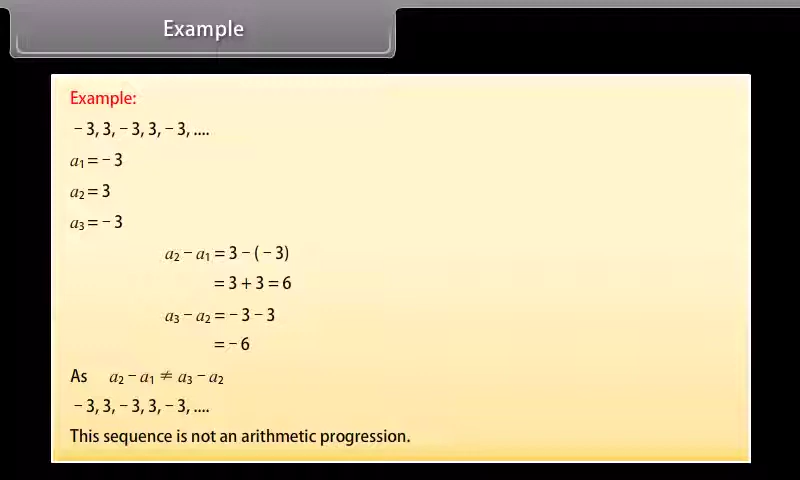 Example
Example:
−3, 3, −3, 3, −3, ....
a₁ = −3
a₂ = 3
a₃ = −3
a₂ − a₁ = 3 − (−3)
= 3 + 3 = 6
a₃ − a₂ = −3 − 3
= −6
As a₂ − a₁ ≠ a₃ − a₂
−3, 3, −3, 3, −3, ....
This sequence is not an arithmetic progression.